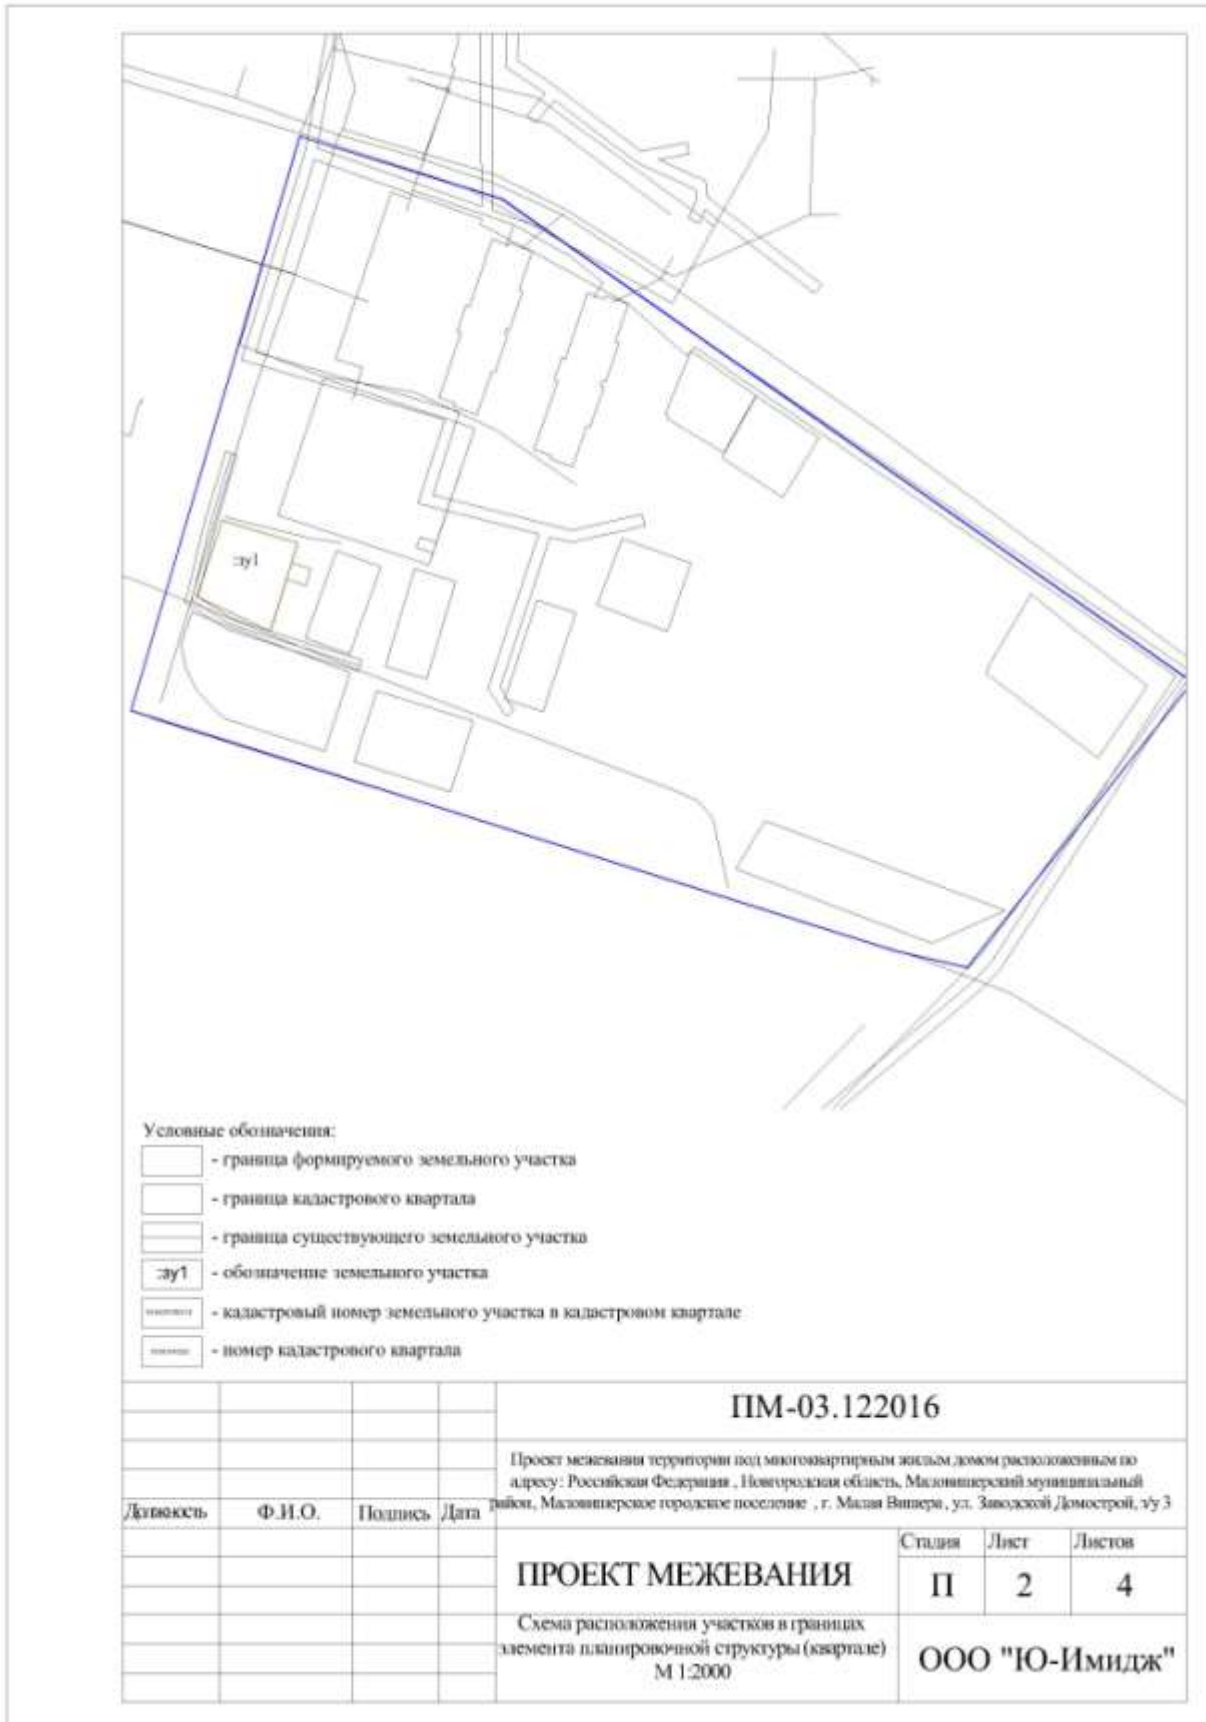 :зу1
Условные обозначения:
- граница формируемого земельного участка
- граница кадастрового квартала
- граница существующего земельного участка
:зу1 - обозначение земельного участка
- кадастровый номер земельного участка в кадастровом квартале
- номер кадастрового квартала
ПМ-03.122016
Проект межевания территории под многоквартирным жилым домом расположенным по
адресу: Российская Федерация , Новгородская область, Маловишерский муниципальный
район, Маловишерское городское поселение , г. Малая Вишера , ул. Заводской Домострой, з/у 3
Должность Ф.И.О. Подпись Дата
ПРОЕКТ МЕЖЕВАНИЯ
Стадия Лист Листов
П 2 4
Схема расположения участков в границах
элемента планировочной структуры (квартале)
М 1:2000
ООО "Ю-Имидж"